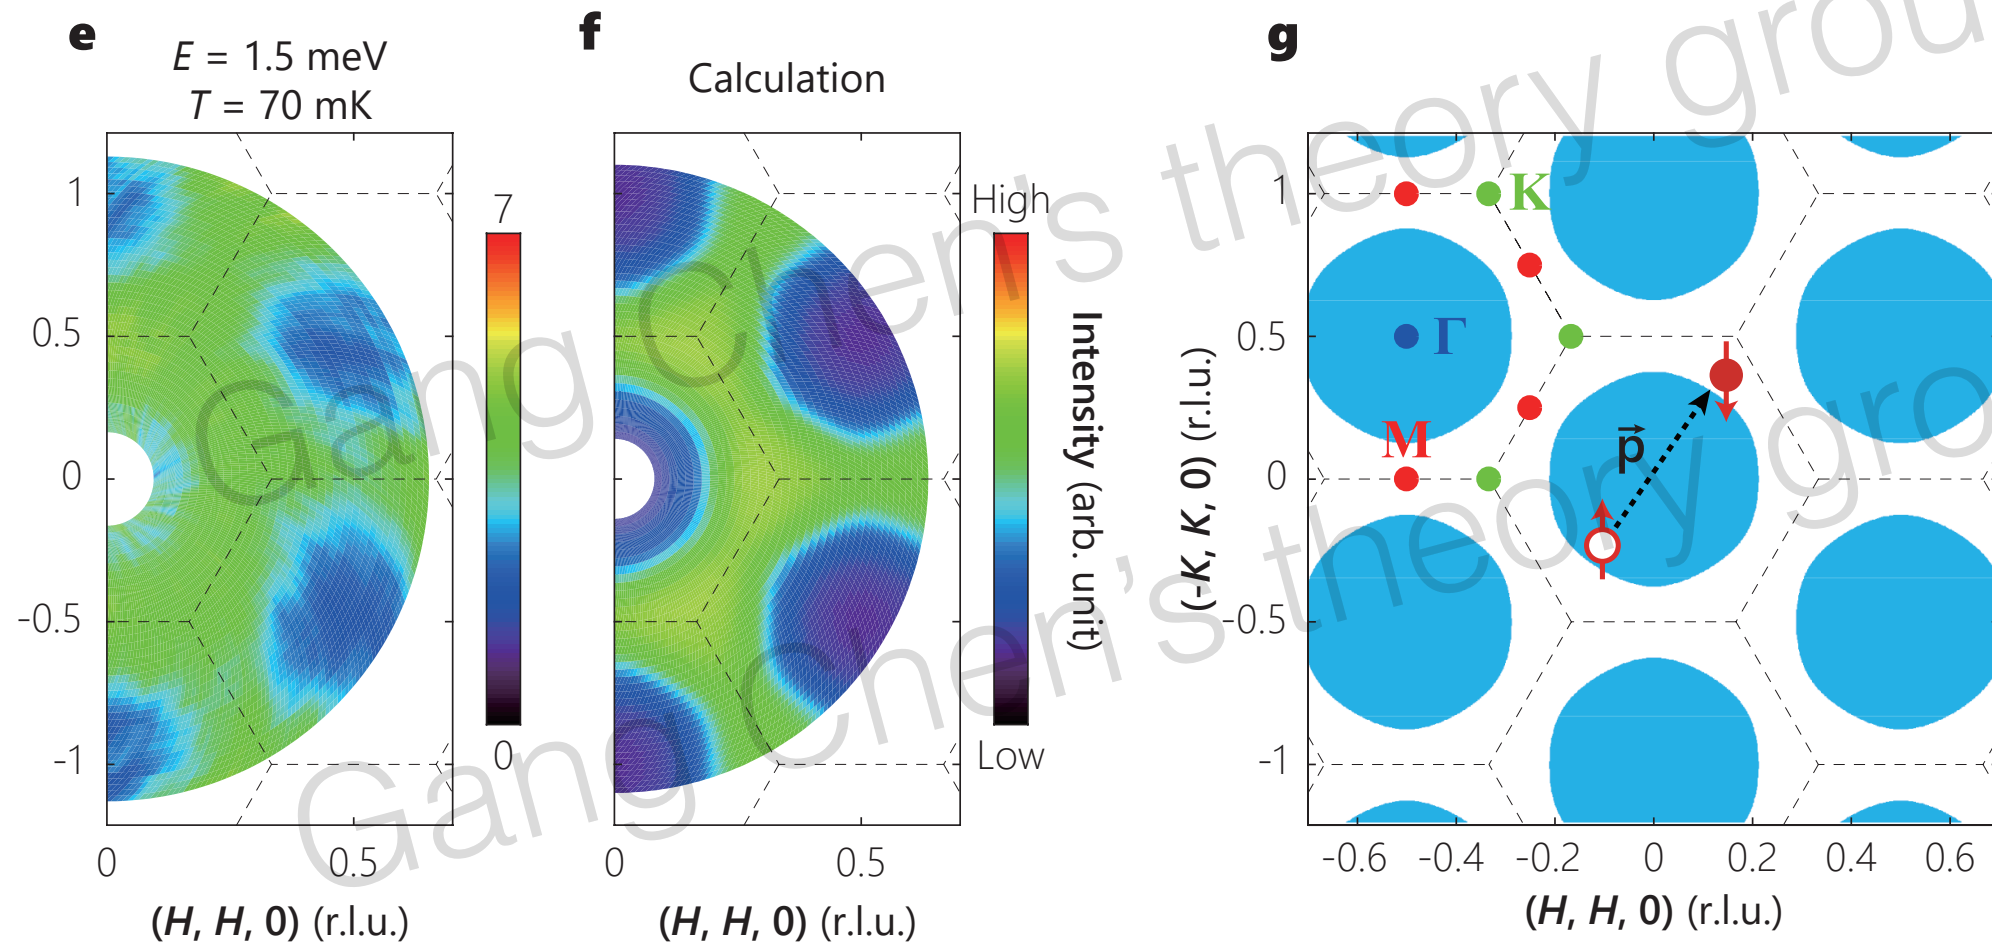 e
E = 1.5 meV
T = 70 mK
1
0.5
0
-0.5
-1
0
0.5
(H, H, 0) (r.l.u.)
7
0
f
Calculation
0
0.5
(H, H, 0) (r.l.u.)
High
Low
Intensity (arb. unit)
g
K
Γ
M
p⃗
1
0.5
0
-0.5
-1
(-K, K, 0) (r.l.u.)
-0.6
-0.4
-0.2
0
0.2
0.4
0.6
(H, H, 0) (r.l.u.)
Gang Chen's theory grou
Gang Chen's theory grou